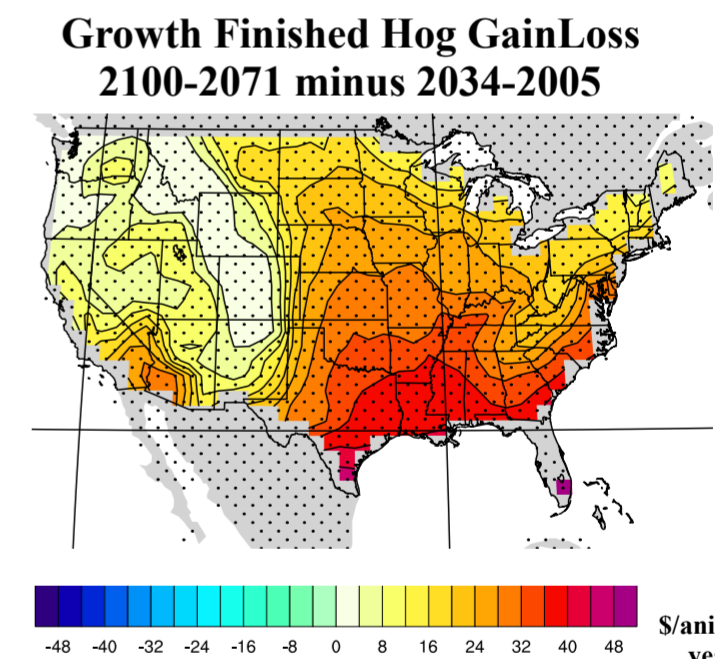 Growth Finished Hog GainLoss
2100-2071 minus 2034-2005
-48 -40 -32 -24 -16 -8 0 8 16 24 32 40 48
$/ani
ye